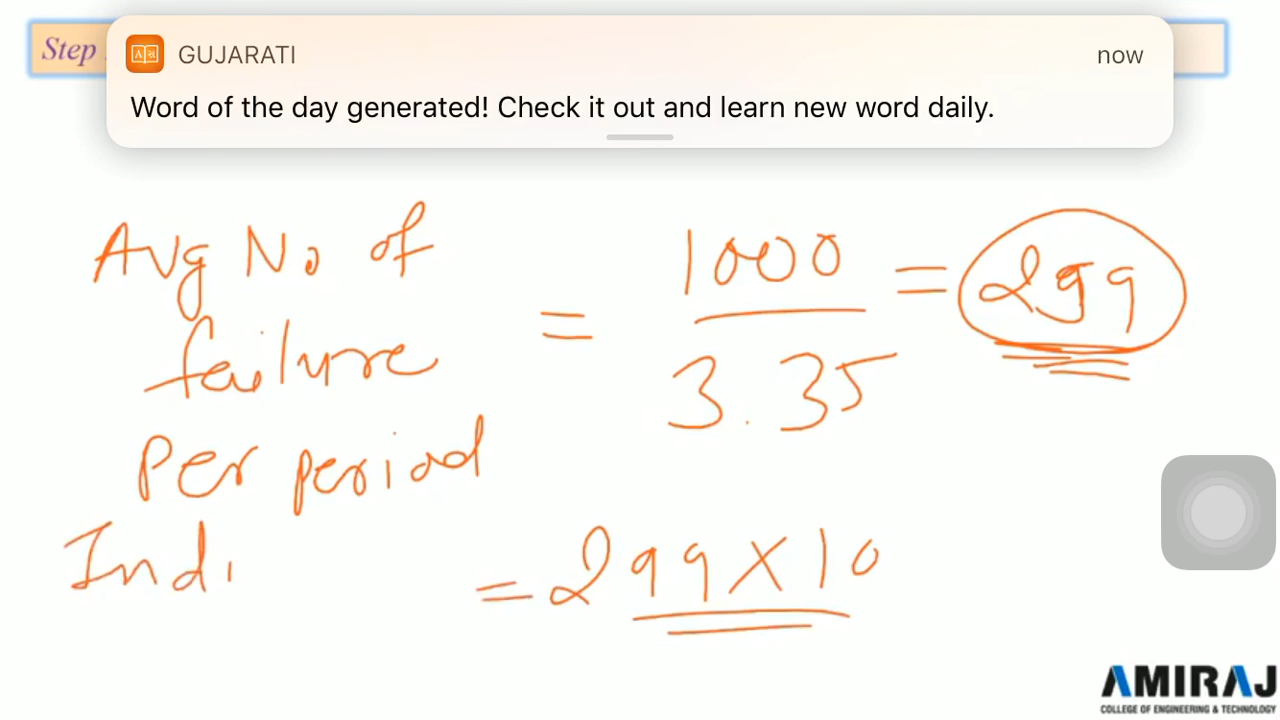 Step
GUJARATI
now
Word of the day generated! Check it out and learn new word daily.
Avg No of
failure
Per period
= 1000 / 3.35 = 299
Indi
= 299 X 10
AMIRAJ
COLLEGE OF ENGINEERING & TECHNOLOGY